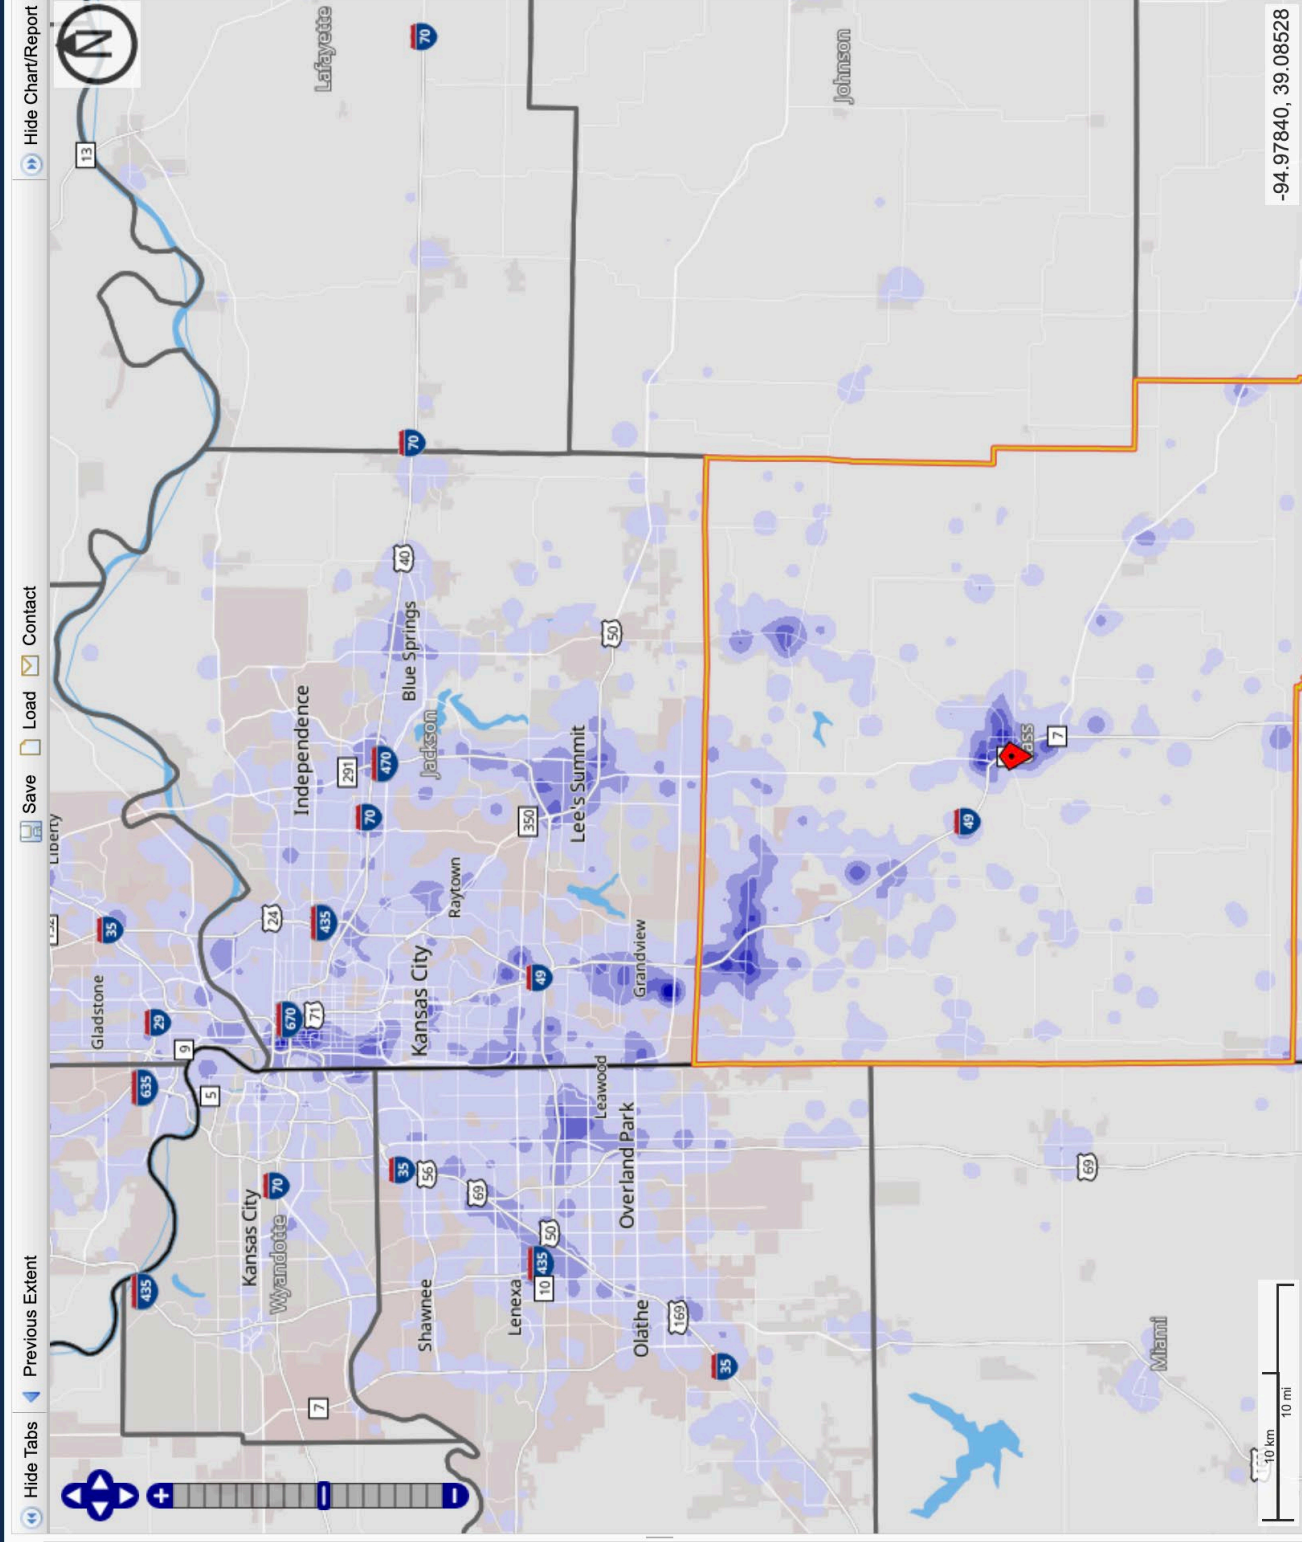 Hide Tabs
Previous Extent
Save
Load
Contact
Hide Chart/Report
N
Liberty
35
13
Gladstone
29
9
635
5
435
24
Independence
291
470
70
435
670
71
Kansas City
Wyandotte
70
7
Lafayette
70
70
40
Blue Springs
Jackson
Raytown
Kansas City
35
56
Shawnee
69
350
Lee's Summit
50
49
Grandview
Leawood
50
435
10
Lenexa
Overland Park
Olathe
169
35
Johnson
49
7
69
Miami
10 km
10 mi
-94.97840, 39.08528